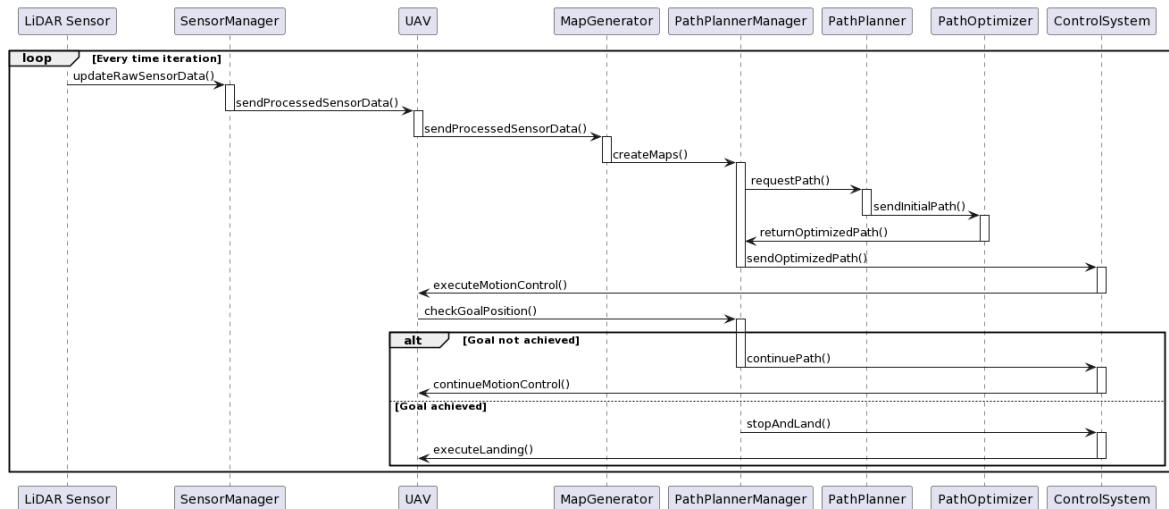 LiDAR Sensor SensorManager UAV MapGenerator PathPlannerManager PathPlanner PathOptimizer ControlSystem
loop [Every time iteration]
updateRawSensorData()
sendProcessedSensorData()
sendProcessedSensorData()
createMaps()
requestPath()
sendInitialPath()
returnOptimizedPath()
sendOptimizedPath()
executeMotionControl()
checkGoalPosition()
alt [Goal not achieved]
continuePath()
continueMotionControl()
[Goal achieved]
stopAndLand()
executeLanding()
LiDAR Sensor SensorManager UAV MapGenerator PathPlannerManager PathPlanner PathOptimizer ControlSystem